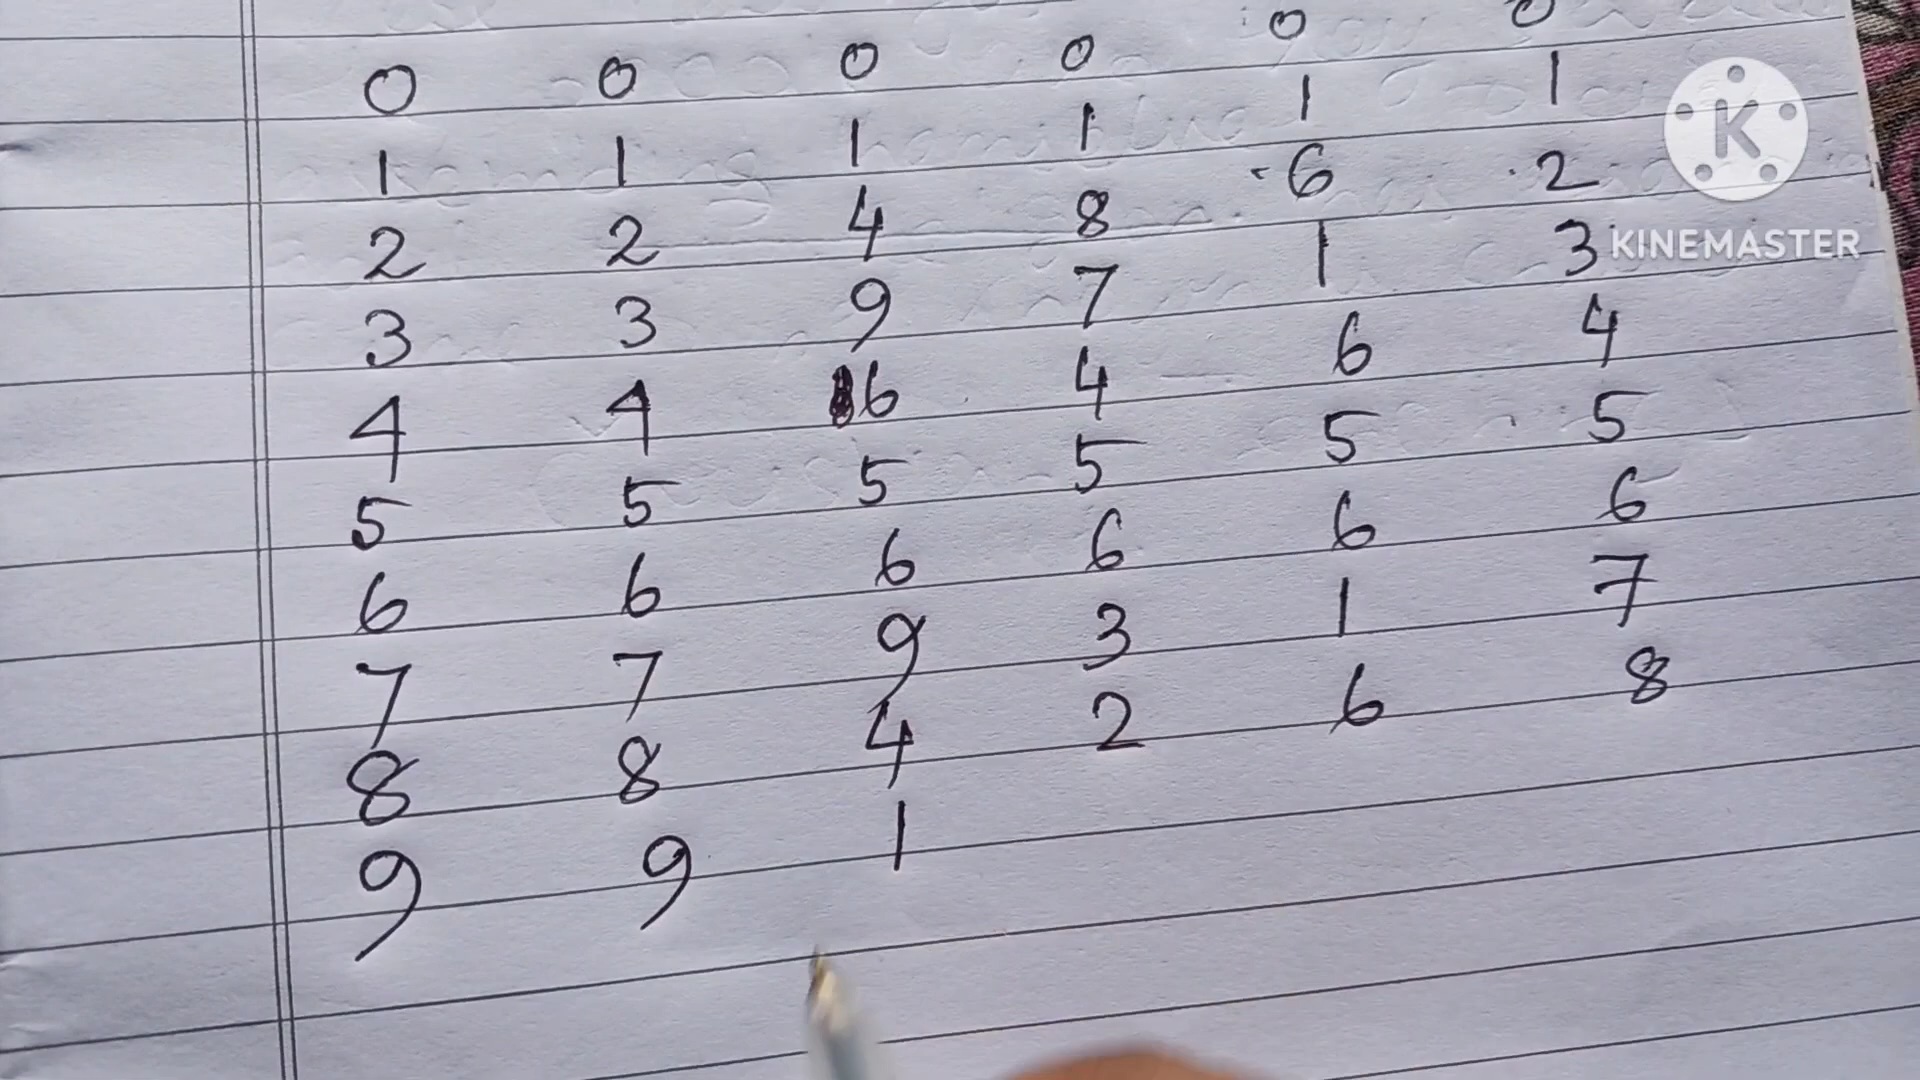 0 0 0 0 0 0
1 1 1 1 1 1
2 2 4 8 6 2
3 3 9 7 1 3
4 4 6 4 6 4
5 5 5 5 5 5
6 6 6 6 6 6
7 7 9 3 1 7
8 8 4 2 6 8
9 9 1
K
KINEMASTER